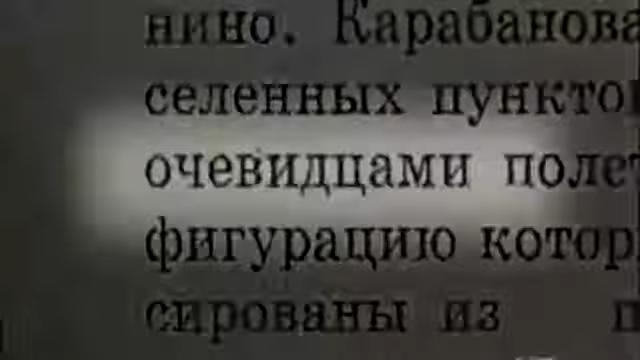 нино. Карабанова
селенных пункто
очевидцами поле
фигурацию котор
сированы из п